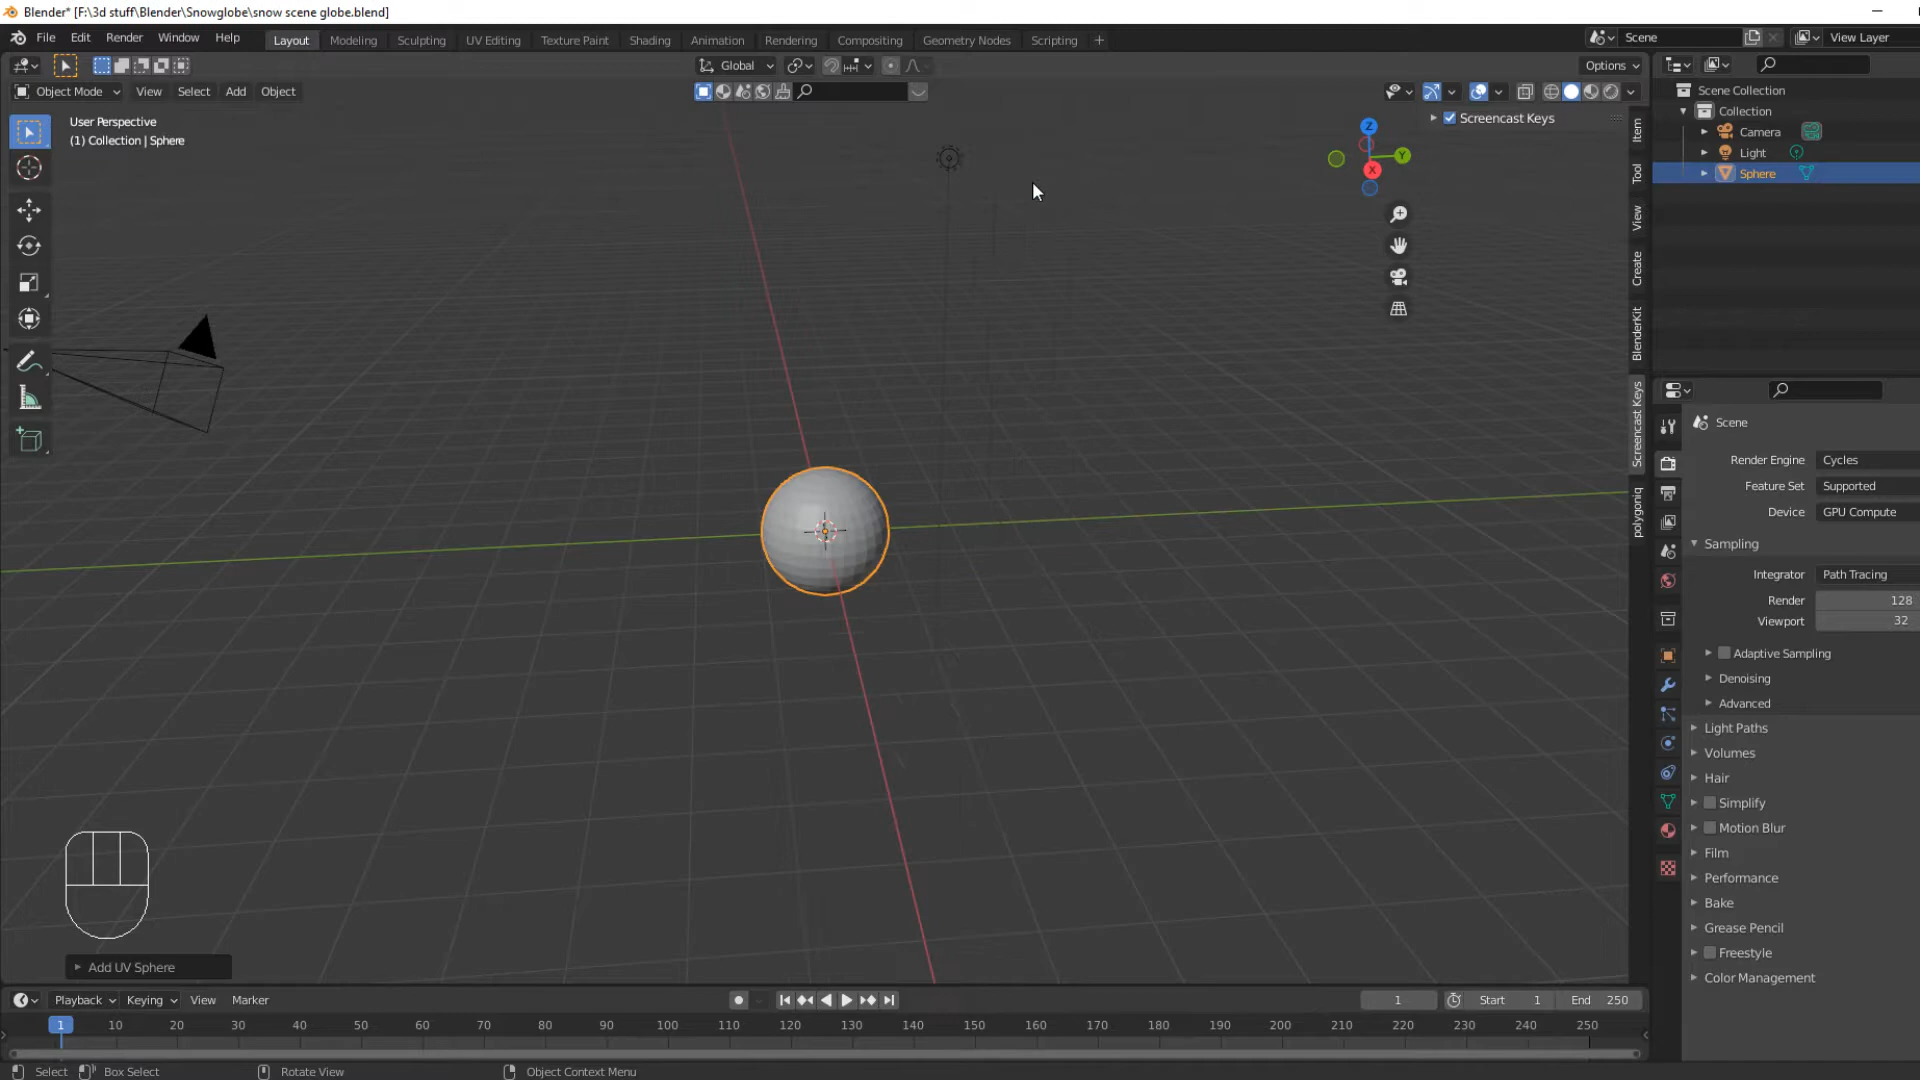 Blender* [F:\3d stuff\Blender\Snowglobe\snow scene globe.blend]
File Edit Render Window Help Layout Modeling Sculpting UV Editing Texture Paint Shading Animation Rendering Compositing Geometry Nodes Scripting + Scene View Layer
Global Options
Object Mode View Select Add Object
User Perspective
(1) Collection | Sphere
Screencast Keys
Z
Y
X
Item
Tool
View
Create
BlenderKit
Screencast Keys
polygoniq
Scene Collection
Collection
Camera
Light
Sphere
Scene
Render Engine Cycles
Feature Set Supported
Device GPU Compute
Sampling
Integrator Path Tracing
Render 128
Viewport 32
Adaptive Sampling
Denoising
Advanced
Light Paths
Volumes
Hair
Simplify
Motion Blur
Film
Performance
Bake
Grease Pencil
Freestyle
Color Management
Add UV Sphere
Playback Keying View Marker 1 Start 1 End 250
1 10 20 30 40 50 60 70 80 90 100 110 120 130 140 150 160 170 180 190 200 210 220 230 240 250
Select Box Select Rotate View Object Context Menu